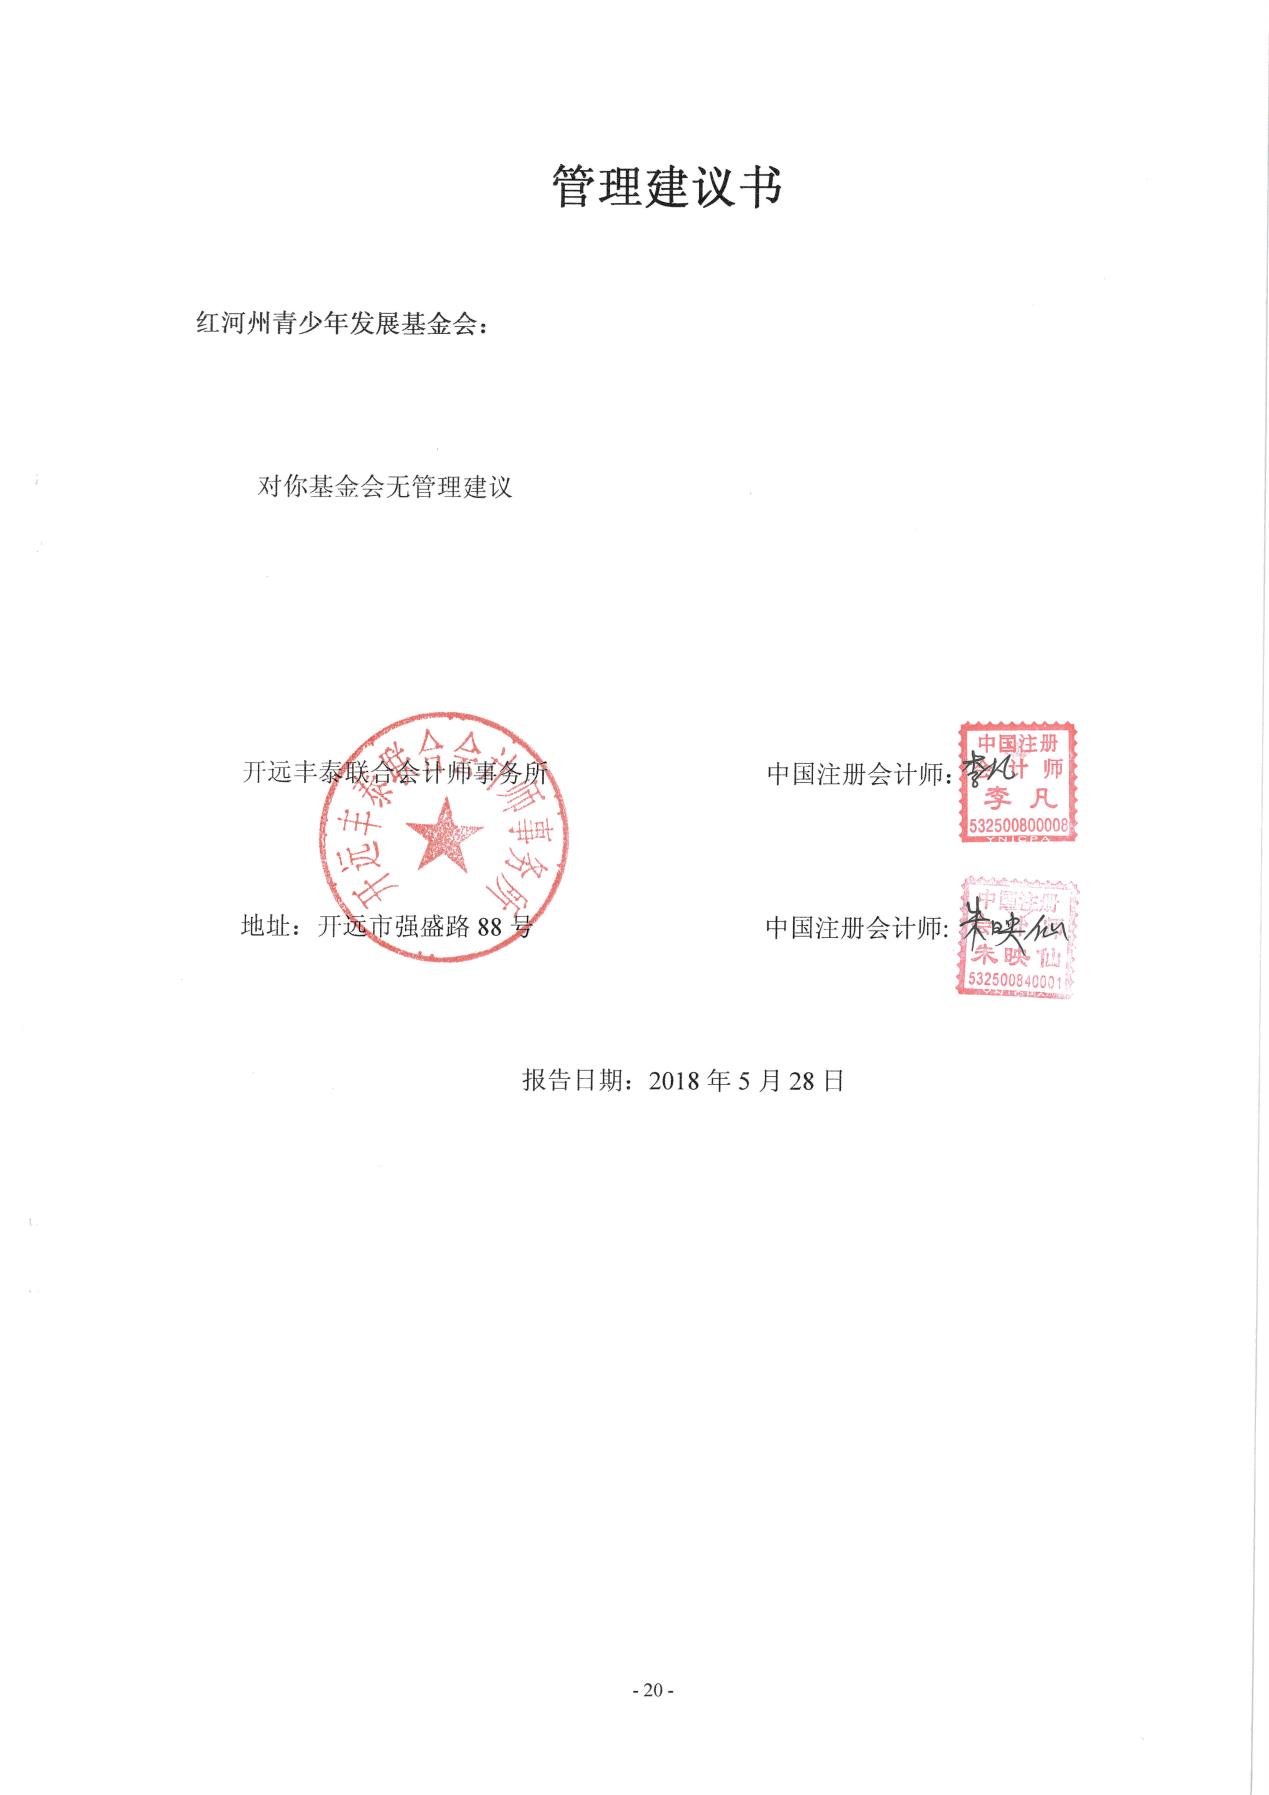 管理建议书
红河州青少年发展基金会:
对你基金会无管理建议
开远丰泰联合会计师事务所
开远丰泰联合会计师事务所
中国注册会计师:
李凡
中国注册
会计师
李凡
532500800008
YNICPA
地址: 开远市强盛路 88 号
中国注册会计师:
朱映仙
中国注册
会计师
朱映仙
532500840001
YNICPA
报告日期: 2018 年 5 月 28 日
- 20 -